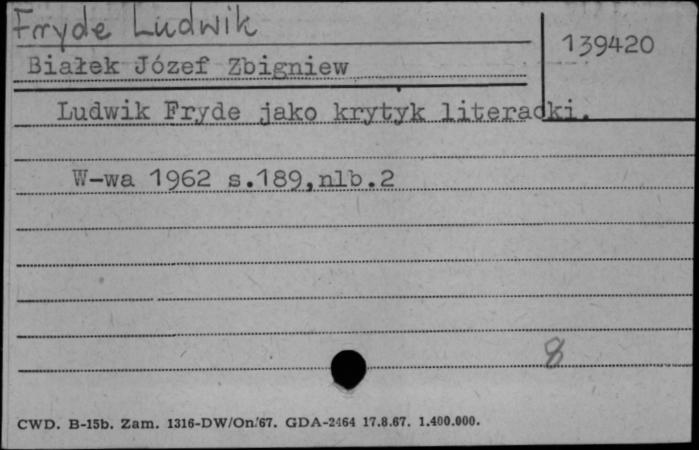 Fryde Ludwik
139420
Białek Józef Zbigniew
Ludwik Fryde jako krytyk literacki.
W-wa 1962 s.189,nlb.2
8
CWD. B-15b. Zam. 1316-DW/On/67. GDA-2464 17.8.67. 1.400.000.